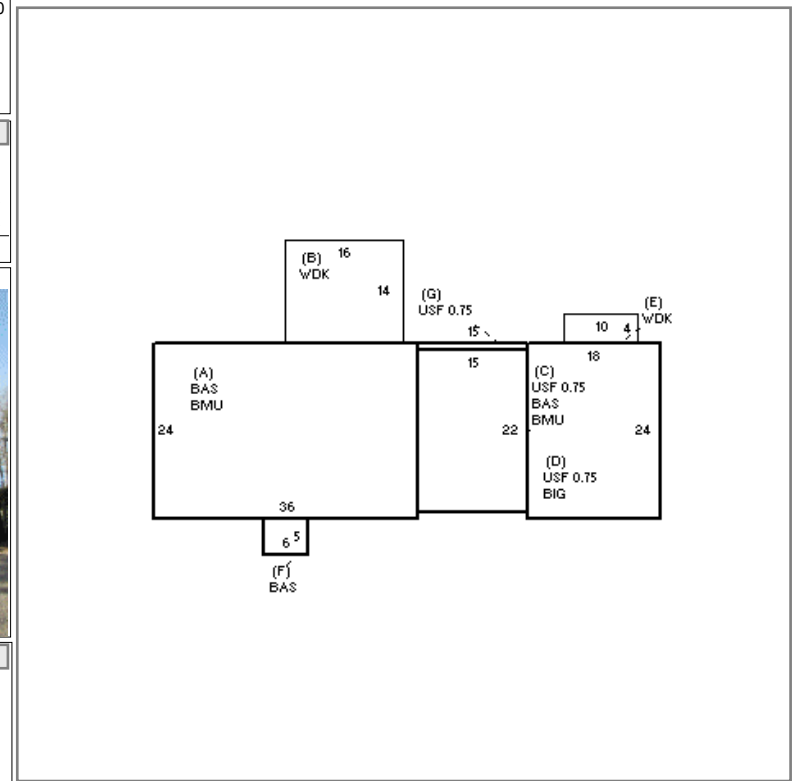 16
(B)
WDK
14
(G)
USF 0.75
15
(E)
WDK
10 4
18
15
(A)
BAS
BMU
(C)
USF 0.75
BAS
BMU
24
22
24
(D)
USF 0.75
BIG
36
6 5
(F)
BAS